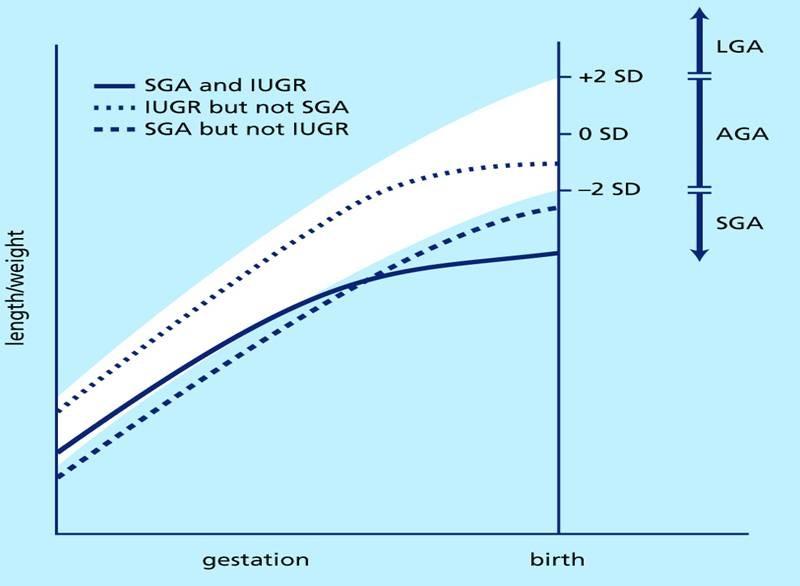 LGA
SGA and IUGR
+2 SD
IUGR but not SGA
SGA but not IUGR
0 SD
AGA
−2 SD
SGA
length/weight
gestation
birth